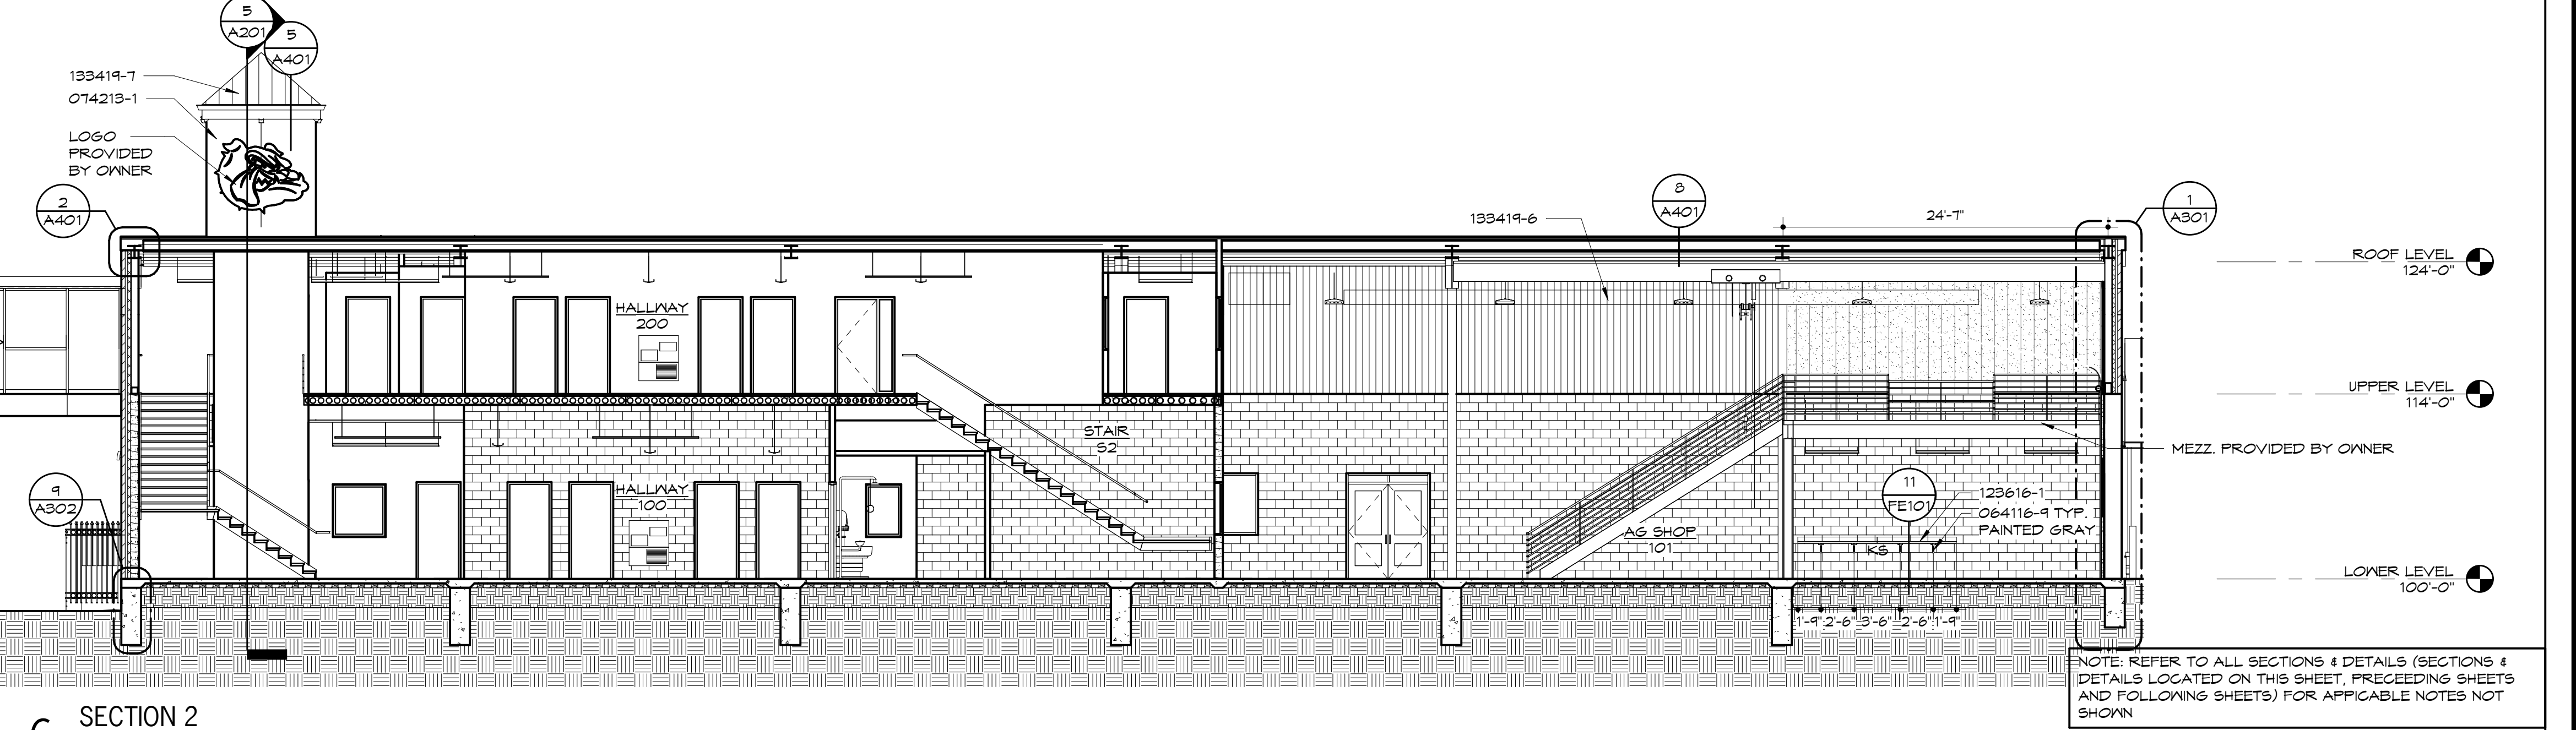 5
A201
5
A401
133419-7
074213-1
LOGO
PROVIDED
BY OWNER
2
A401
133419-6
8
A401
24'-7"
1
A301
ROOF LEVEL
124'-0"
HALLWAY
200
UPPER LEVEL
114'-0"
STAIR
S2
MEZZ. PROVIDED BY OWNER
9
A302
HALLWAY
100
11
FE101
123616-1
064116-9 TYP.
PAINTED GRAY
KS
AG SHOP
101
LOWER LEVEL
100'-0"
1'-9" 2'-6" 3'-6" 2'-6" 1'-9"
NOTE: REFER TO ALL SECTIONS & DETAILS (SECTIONS &
DETAILS LOCATED ON THIS SHEET, PRECEEDING SHEETS
AND FOLLOWING SHEETS) FOR APPICABLE NOTES NOT
SHOWN
SECTION 2